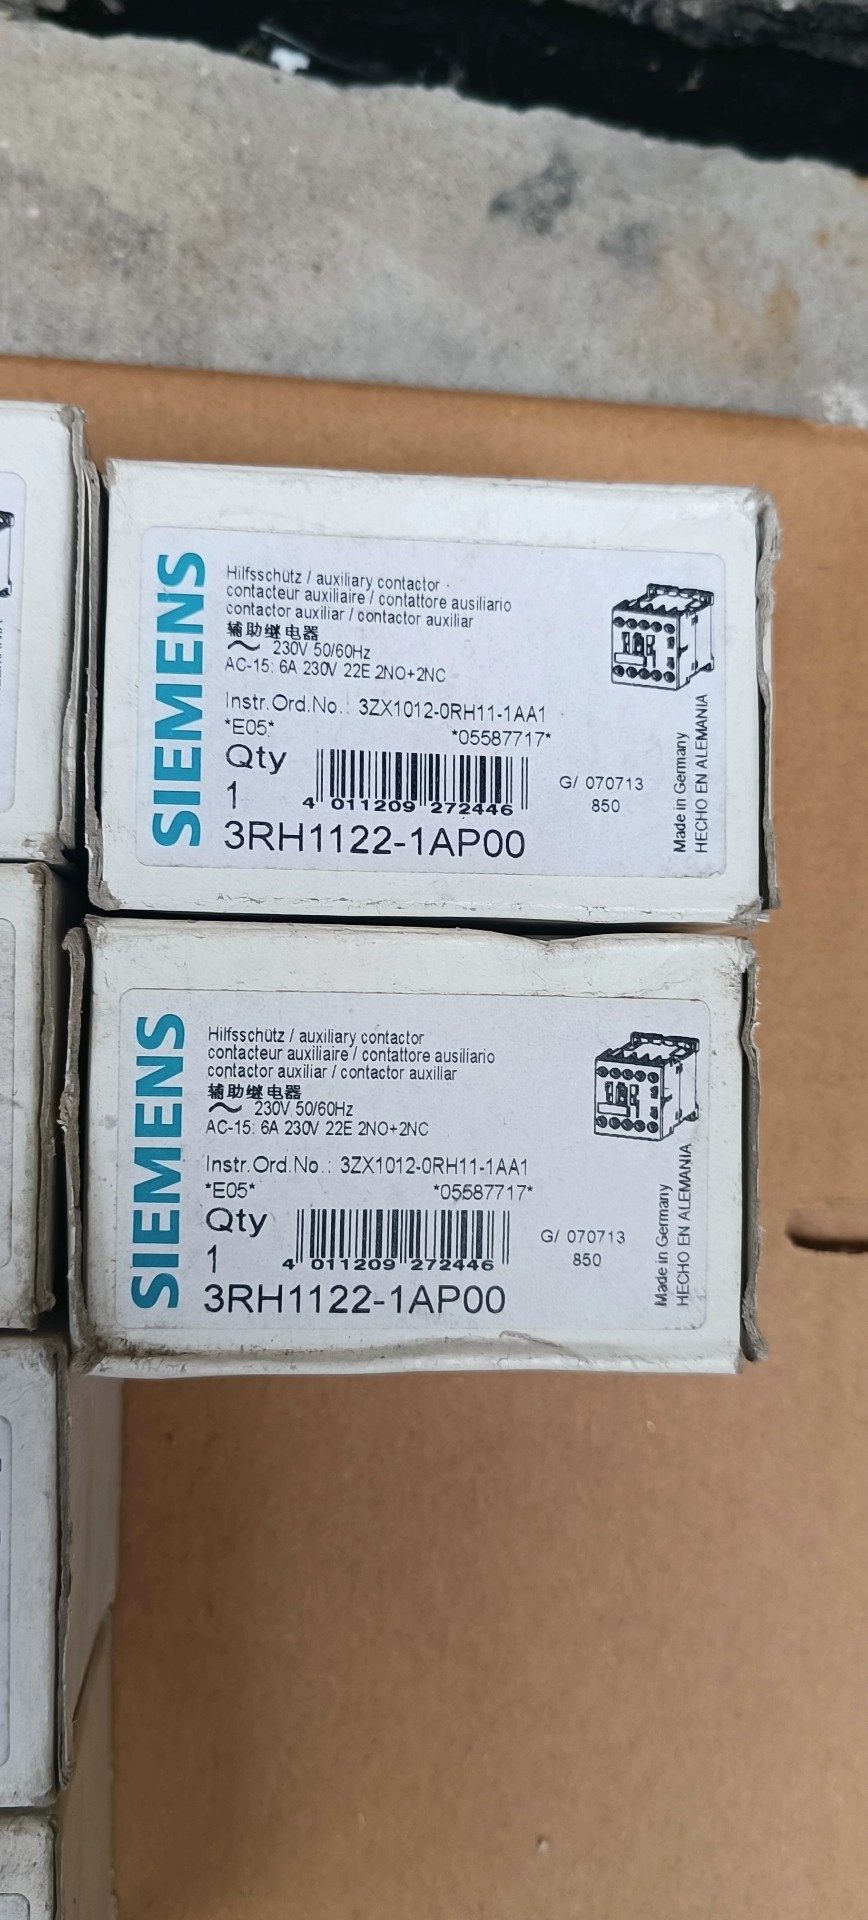 SIEMENS
Hilfsschütz / auxiliary contactor
contacteur auxiliaire / contattore ausiliario
contactor auxiliar / contactor auxiliar
辅助继电器
230V 50/60Hz
AC-15: 6A 230V 22E 2NO+2NC
Instr.Ord.No.: 3ZX1012-0RH11-1AA1
*E05* *05587717*
Qty
1
4 011209 272446
G/ 070713
850
3RH1122-1AP00
Made in Germany
HECHO EN ALEMANIA
SIEMENS
Hilfsschütz / auxiliary contactor
contacteur auxiliaire / contattore ausiliario
contactor auxiliar / contactor auxiliar
辅助继电器
230V 50/60Hz
AC-15: 6A 230V 22E 2NO+2NC
Instr.Ord.No.: 3ZX1012-0RH11-1AA1
*E05* *05587717*
Qty
1
4 011209 272446
G/ 070713
850
3RH1122-1AP00
Made in Germany
HECHO EN ALEMANIA